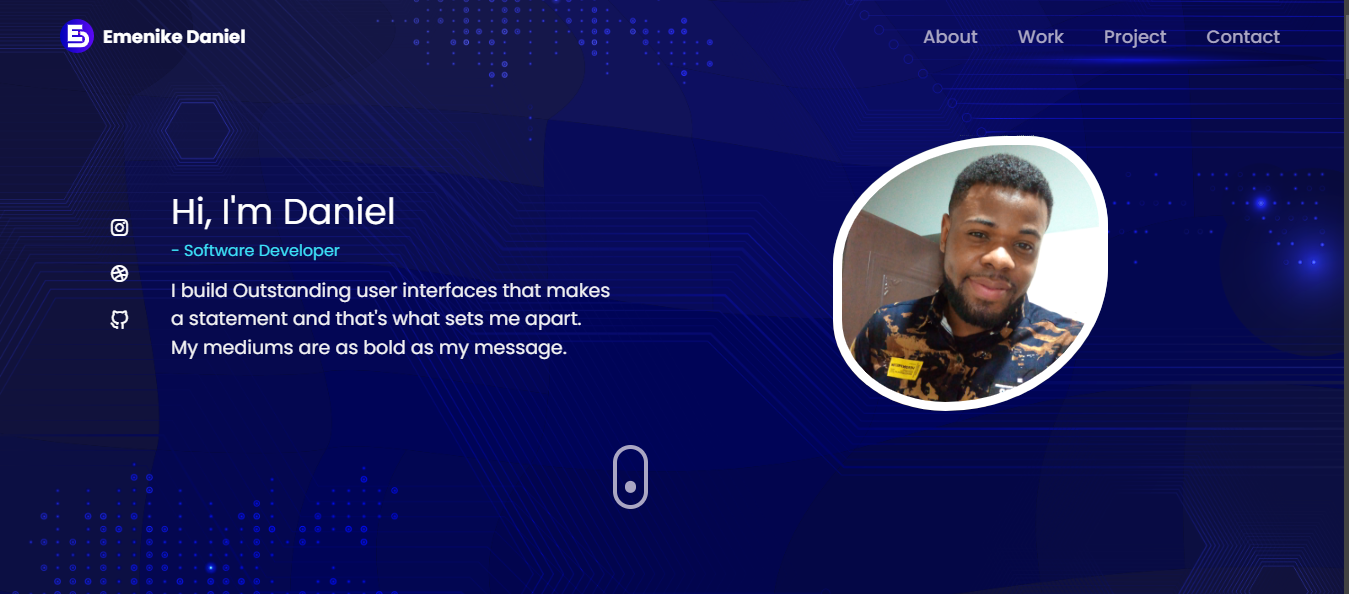 Emenike Daniel
About Work Project Contact
Hi, I'm Daniel
- Software Developer
I build Outstanding user interfaces that makes
a statement and that's what sets me apart.
My mediums are as bold as my message.